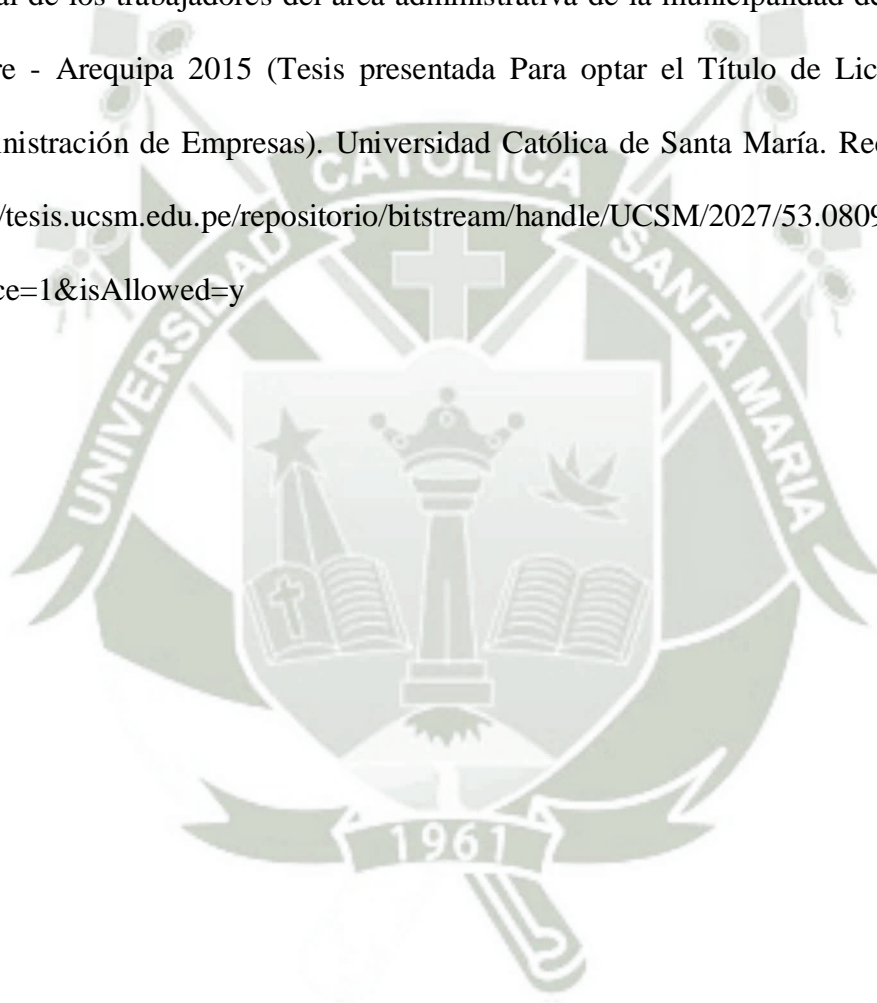 al de los trabajadores del área administrativa de la municipalidad de
re - Arequipa 2015 (Tesis presentada Para optar el Título de Lic
inistración de Empresas). Universidad Católica de Santa María. Rec
/tesis.ucsm.edu.pe/repositorio/bitstream/handle/UCSM/2027/53.0809
ce=1&isAllowed=y
UNIVERSIDAD CATOLICA SANTA MARIA
1961